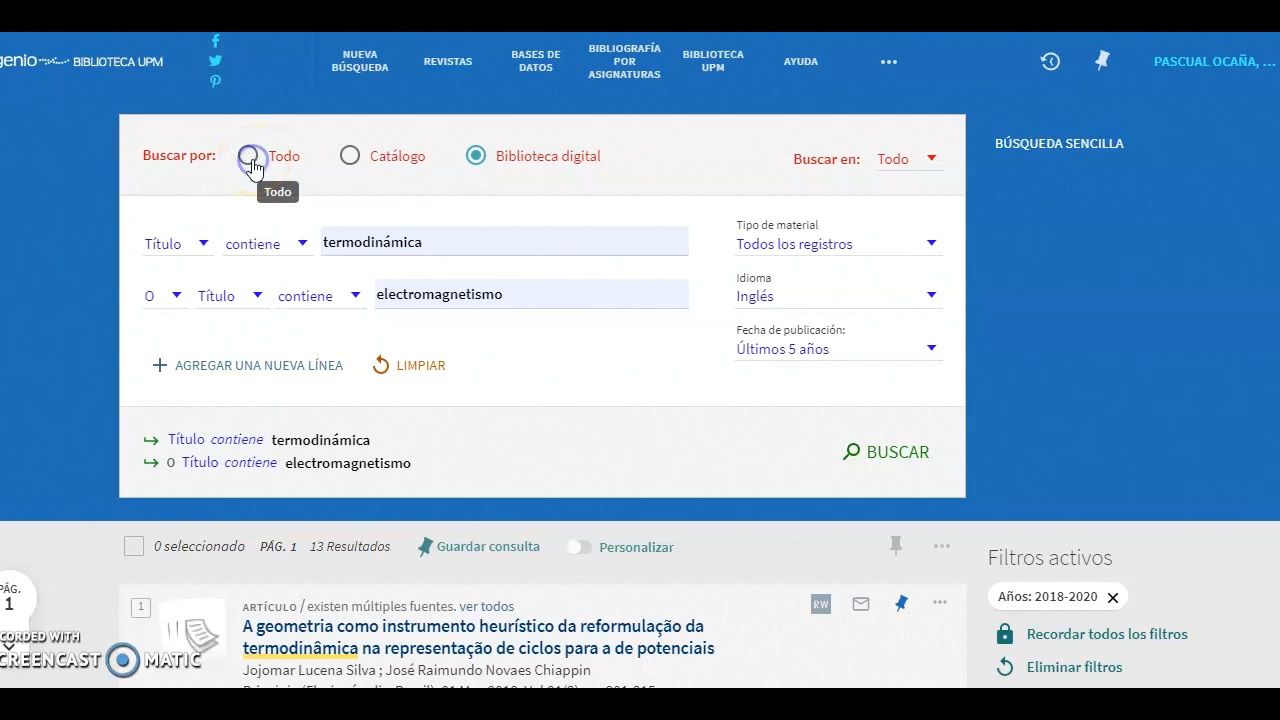 genio BIBLIOTECA UPM
NUEVA BÚSQUEDA
REVISTAS
BASES DE DATOS
BIBLIOGRAFÍA POR ASIGNATURAS
BIBLIOTECA UPM
AYUDA
PASCUAL OCAÑA, ...
Buscar por: Todo Catálogo Biblioteca digital
Buscar en: Todo
BÚSQUEDA SENCILLA
Todo
Título contiene termodinámica
O Título contiene electromagnetismo
Tipo de material
Todos los registros
Idioma
Inglés
Fecha de publicación:
Últimos 5 años
AGREGAR UNA NUEVA LÍNEA
LIMPIAR
Título contiene termodinámica
O Título contiene electromagnetismo
BUSCAR
0 seleccionado PÁG. 1 13 Resultados Guardar consulta Personalizar
PÁG.
1
1
ARTÍCULO / existen múltiples fuentes. ver todos
RW
A geometria como instrumento heurístico da reformulação da
termodinâmica na representação de ciclos para a de potenciais
Jojomar Lucena Silva ; José Raimundo Novaes Chiappin
Filtros activos
Años: 2018-2020
Recordar todos los filtros
Eliminar filtros
CORDED WITH
CREENCAST MATIC